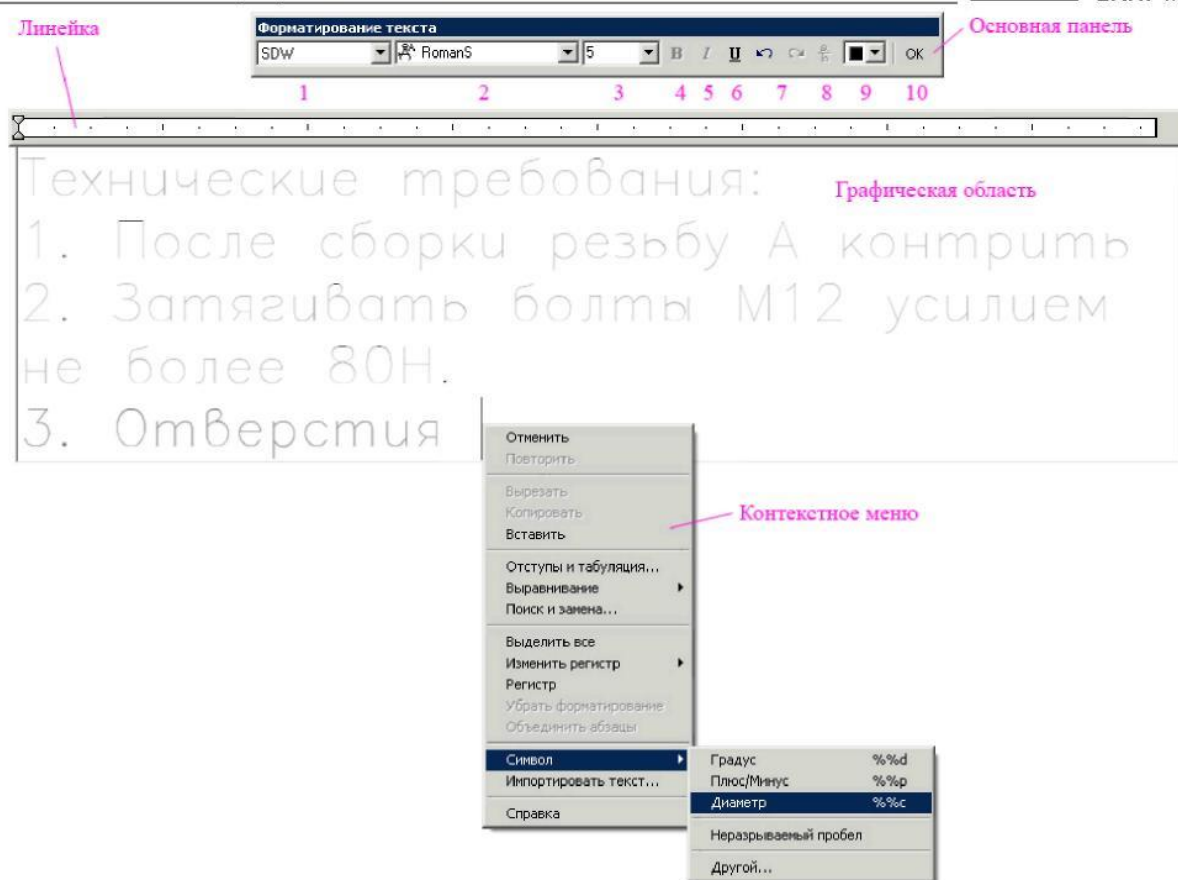 Линейка
Основная панель
Форматирование текста
SDW RomanS 5 B I U OK
1 2 3 4 5 6 7 8 9 10
Технические требования:
Графическая область
1. После сборки резьбу А контрить
2. Затягивать болты М12 усилием
не более 80Н.
3. Отверстия
Отменить
Повторить
Вырезать
Копировать
Вставить
Контекстное меню
Отступы и табуляция...
Выравнивание
Поиск и замена...
Выделить все
Изменить регистр
Регистр
Убрать форматирование
Объединить абзацы
Символ
Импортировать текст...
Справка
Градус %%d
Плюс/Минус %%p
Диаметр %%c
Неразрываемый пробел
Другой...